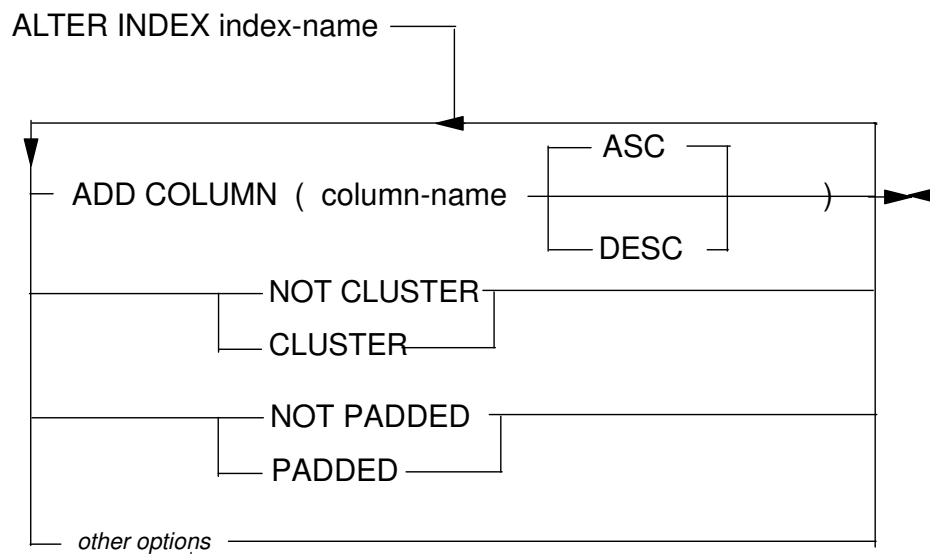 ALTER INDEX index-name
ASC
ADD COLUMN ( column-name )
DESC
NOT CLUSTER
CLUSTER
NOT PADDED
PADDED
other options